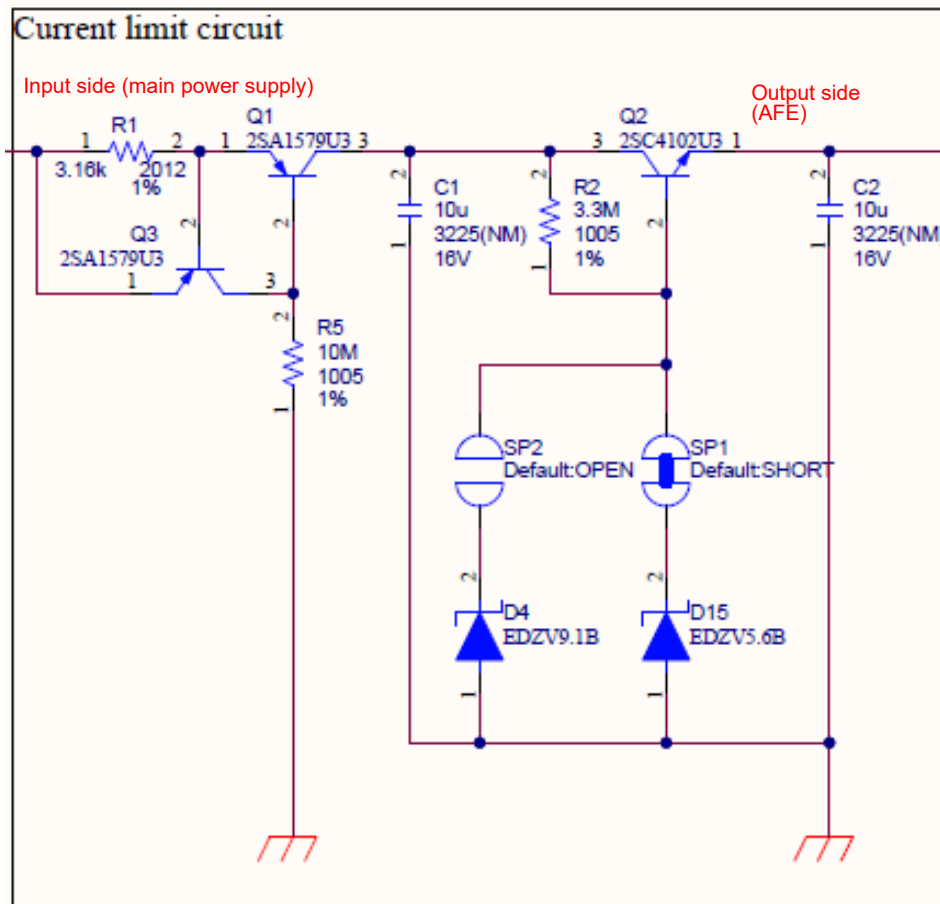 Current limit circuit
Input side (main power supply)
Output side
(AFE)
R1
1
2
3.16k
2012
1%
Q1
2SA1579U3
1
3
2
Q3
2SA1579U3
2
1
3
2
R5
10M
1005
1%
1
2
C1
10u
3225(NM)
16V
1
2
R2
3.3M
1005
1%
1
Q2
2SC4102U3
3
1
2
2
C2
10u
3225(NM)
16V
1
SP2
Default:OPEN
SP1
Default:SHORT
2
D4
EDZV9.1B
1
2
D15
EDZV5.6B
1